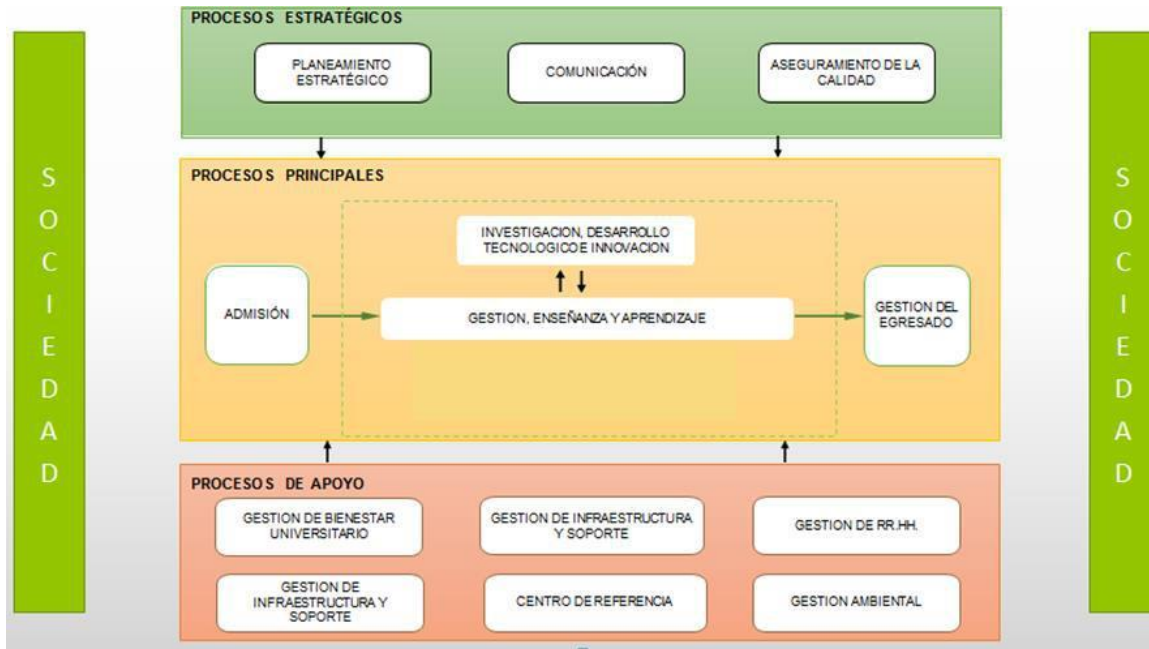 PROCESOS ESTRATÉGICOS
PLANEAMIENTO
ESTRATÉGICO
COMUNICACIÓN
ASEGURAMIENTO DE LA
CALIDAD
S
O
C
I
E
D
A
D
PROCESOS PRINCIPALES
INVESTIGACION, DESARROLLO
TECNOLOGICO E INNOVACION
ADMISIÓN
GESTION, ENSEÑANZA Y APRENDIZAJE
GESTION DEL
EGRESADO
S
O
C
I
E
D
A
D
PROCESOS DE APOYO
GESTION DE BIENESTAR
UNIVERSITARIO
GESTION DE INFRAESTRUCTURA
Y SOPORTE
GESTION DE RR.HH.
GESTION DE
INFRAESTRUCTURA Y
SOPORTE
CENTRO DE REFERENCIA
GESTION AMBIENTAL